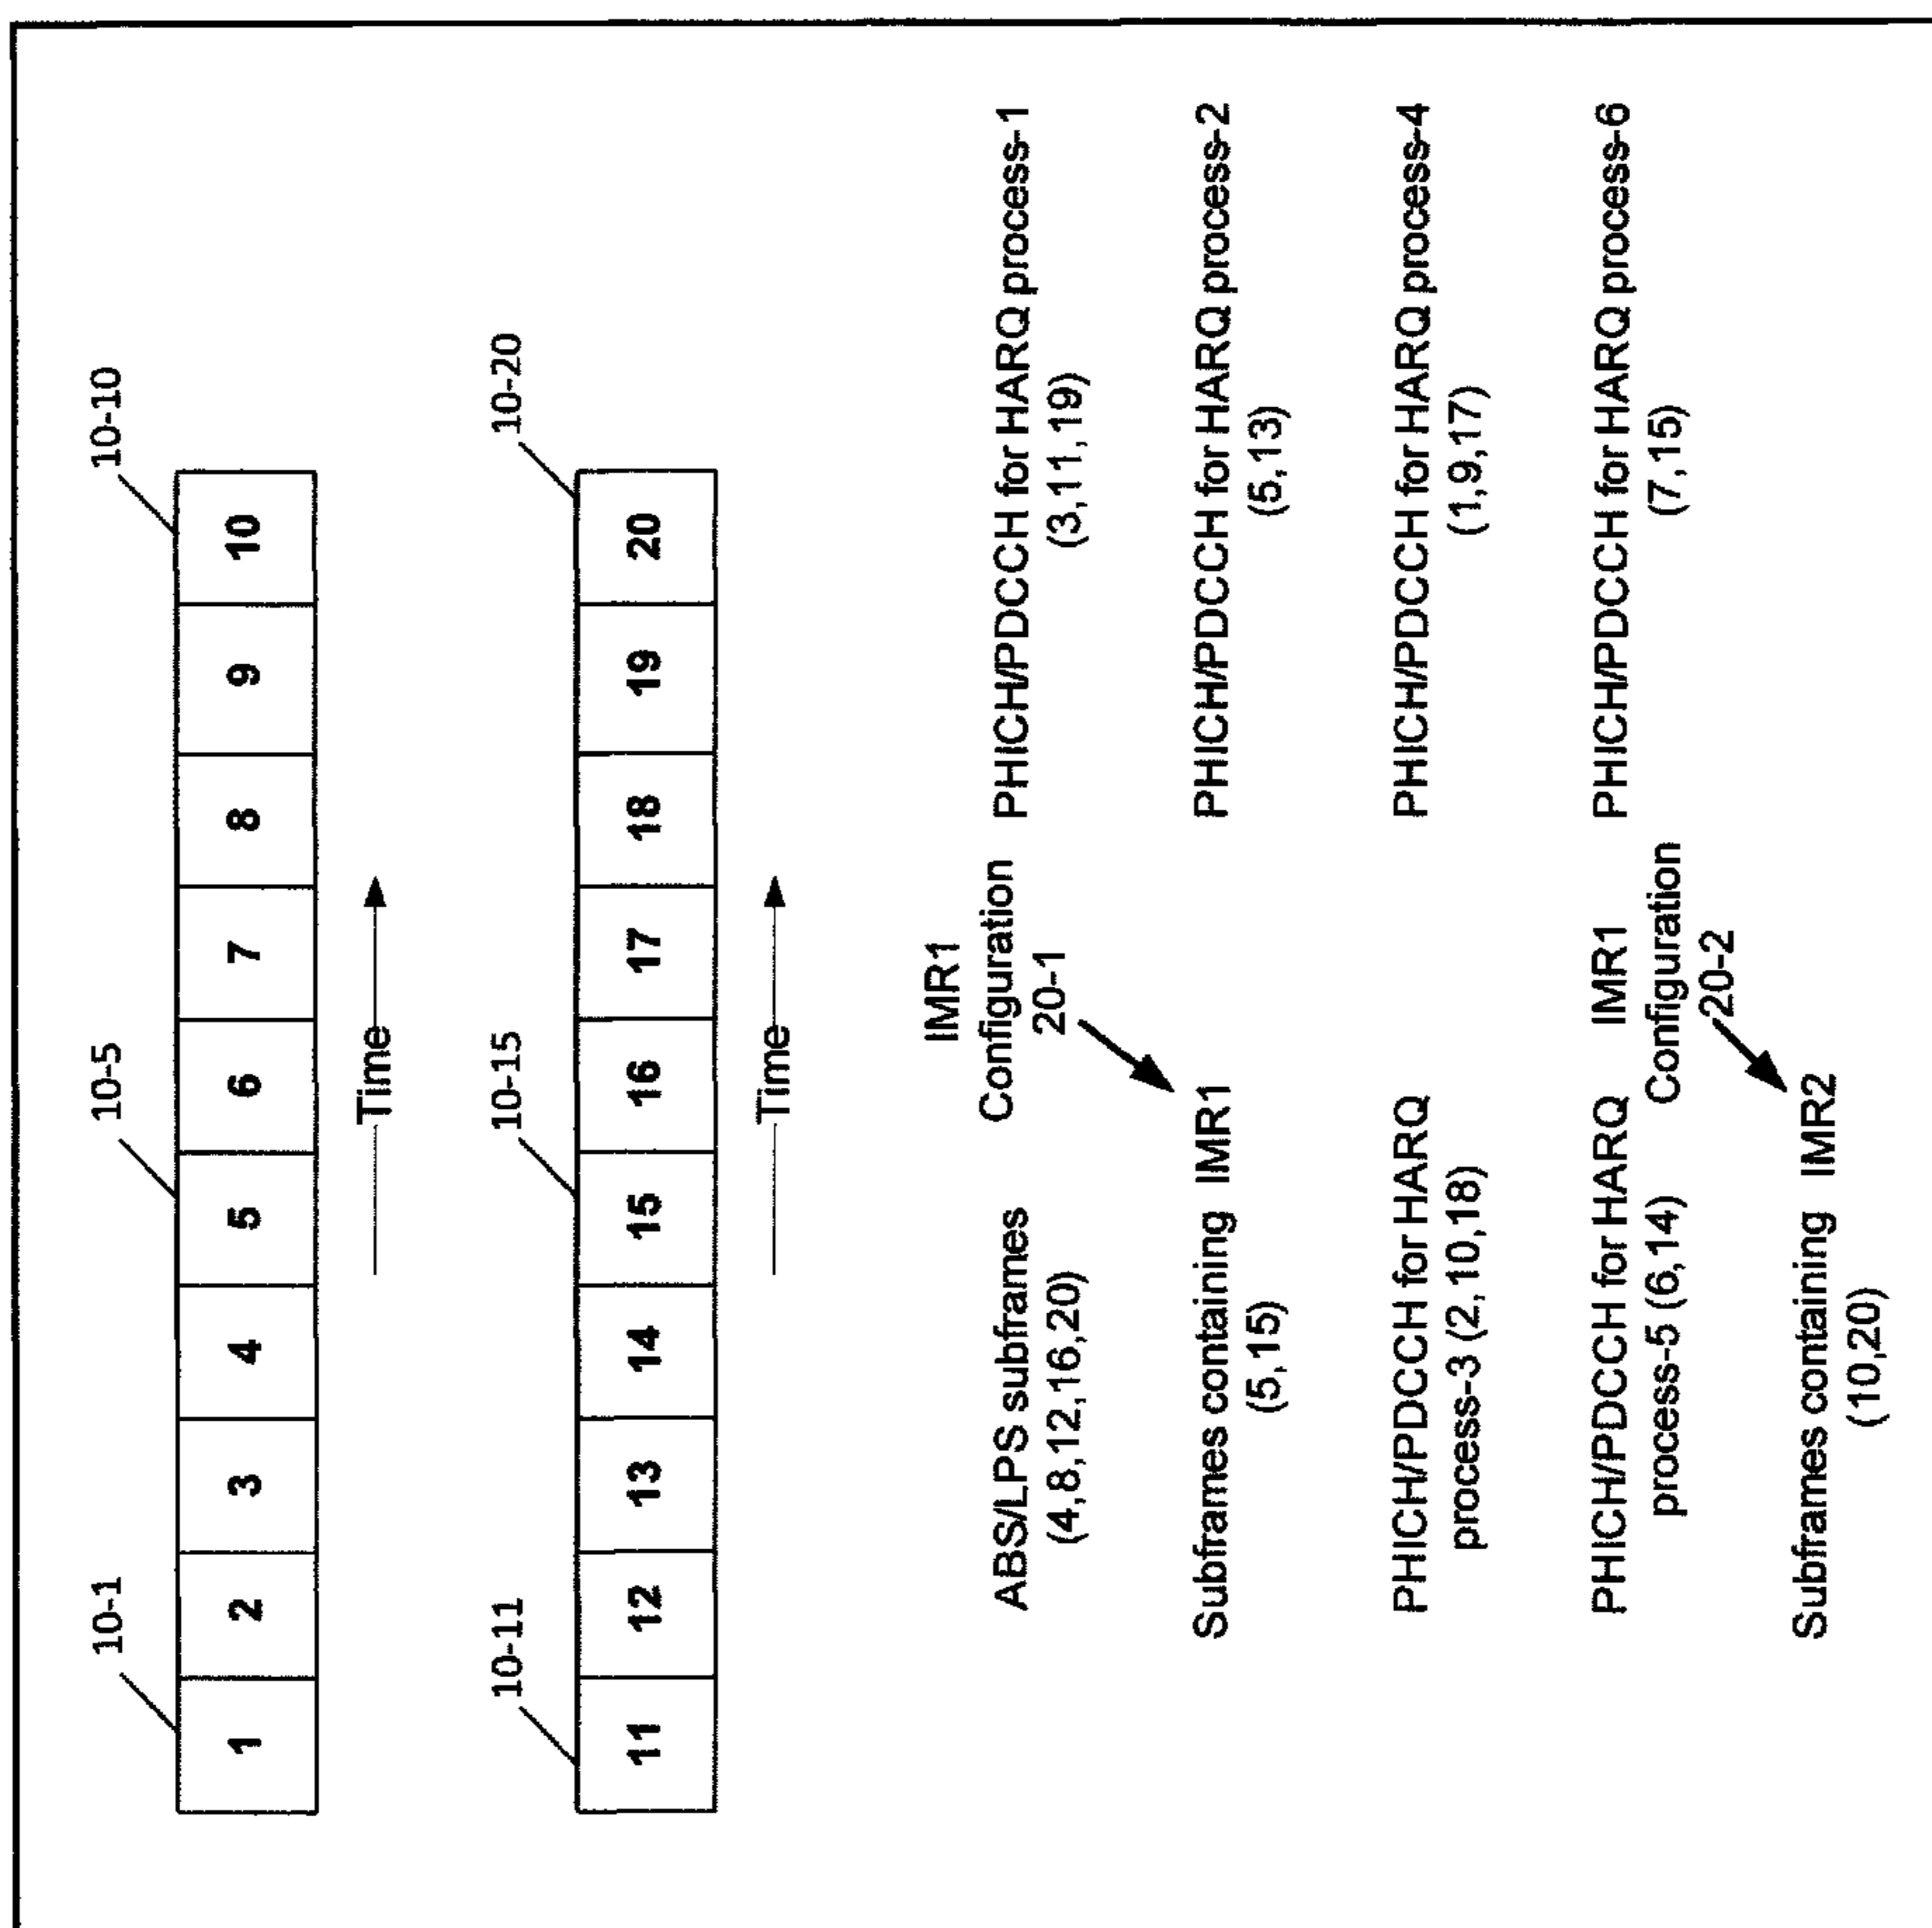 10-1
10-5
10-10
1 2 3 4 5 6 7 8 9 10
Time
10-11
10-15
10-20
11 12 13 14 15 16 17 18 19 20
Time
IMR1
Configuration
20-1
ABS/LPS subframes
(4,8,12,16,20)
PHICH/PDCCH for HARQ process-1
(3,11,19)
Subframes containing IMR1
(5,15)
PHICH/PDCCH for HARQ process-2
(5,13)
PHICH/PDCCH for HARQ
process-3 (2,10,18)
PHICH/PDCCH for HARQ process-4
(1,9,17)
PHICH/PDCCH for HARQ
process-5 (6,14)
IMR1
Configuration
20-2
PHICH/PDCCH for HARQ process-6
(7,15)
Subframes containing IMR2
(10,20)